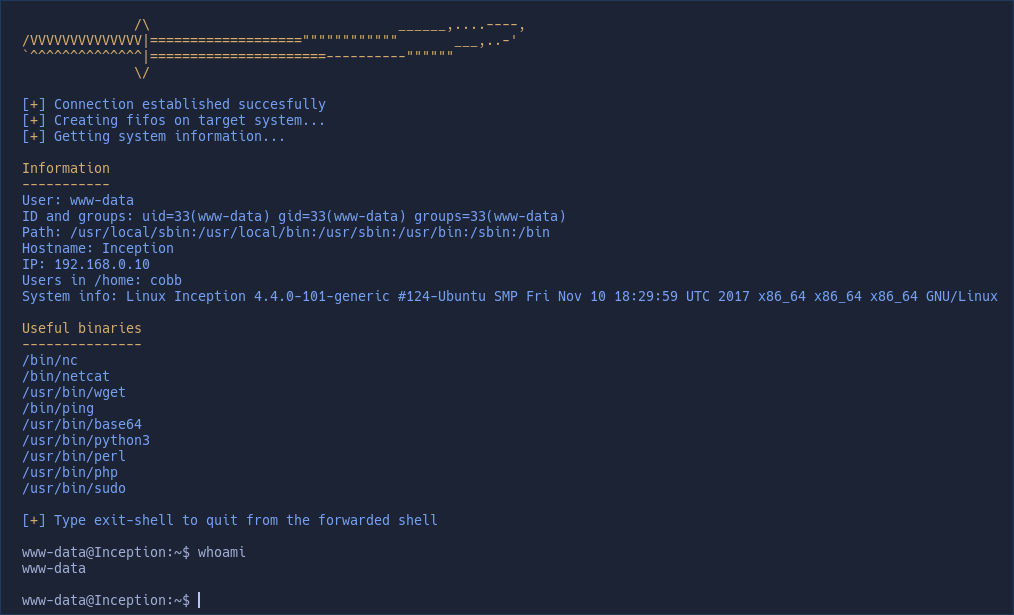 /\                               ______,....----,
/VVVVVVVVVVVVVV|==================="""""""""""""       ___,..-'
`^^^^^^^^^^^^^^|======================----------""""""
              \/
[+] Connection established succesfully
[+] Creating fifos on target system...
[+] Getting system information...
Information
-----------
User: www-data
ID and groups: uid=33(www-data) gid=33(www-data) groups=33(www-data)
Path: /usr/local/sbin:/usr/local/bin:/usr/sbin:/usr/bin:/sbin:/bin
Hostname: Inception
IP: 192.168.0.10
Users in /home: cobb
System info: Linux Inception 4.4.0-101-generic #124-Ubuntu SMP Fri Nov 10 18:29:59 UTC 2017 x86_64 x86_64 x86_64 GNU/Linux
Useful binaries
---------------
/bin/nc
/bin/netcat
/usr/bin/wget
/bin/ping
/usr/bin/base64
/usr/bin/python3
/usr/bin/perl
/usr/bin/php
/usr/bin/sudo
[+] Type exit-shell to quit from the forwarded shell
www-data@Inception:~$ whoami
www-data
www-data@Inception:~$